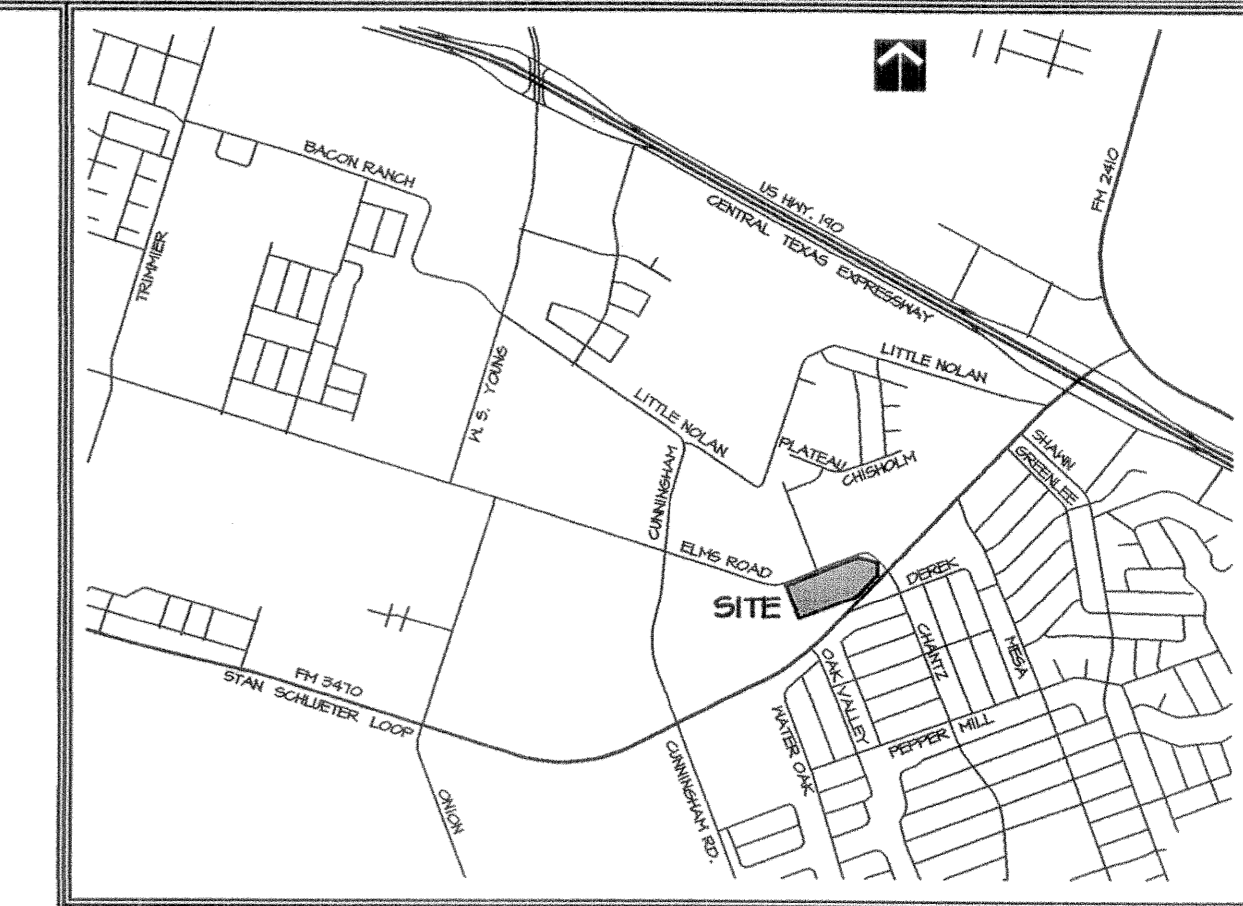 BACON RANCH
FM 2410
US HWY. 190
CENTRAL TEXAS EXPRESSWAY
TRIMMIER
W. S. YOUNG
LITTLE NOLAN
LITTLE NOLAN
PLATEAU
CHISHOLM
SHAWN
GREENLEE
CUNNINGHAM
ELMS ROAD
SITE
DEREK
CHANTZ
MESA
OAK VALLEY
WATER OAK
PEPPER MILL
FM 3470
STAN SCHLUETER LOOP
ONION
CUNNINGHAM RD.